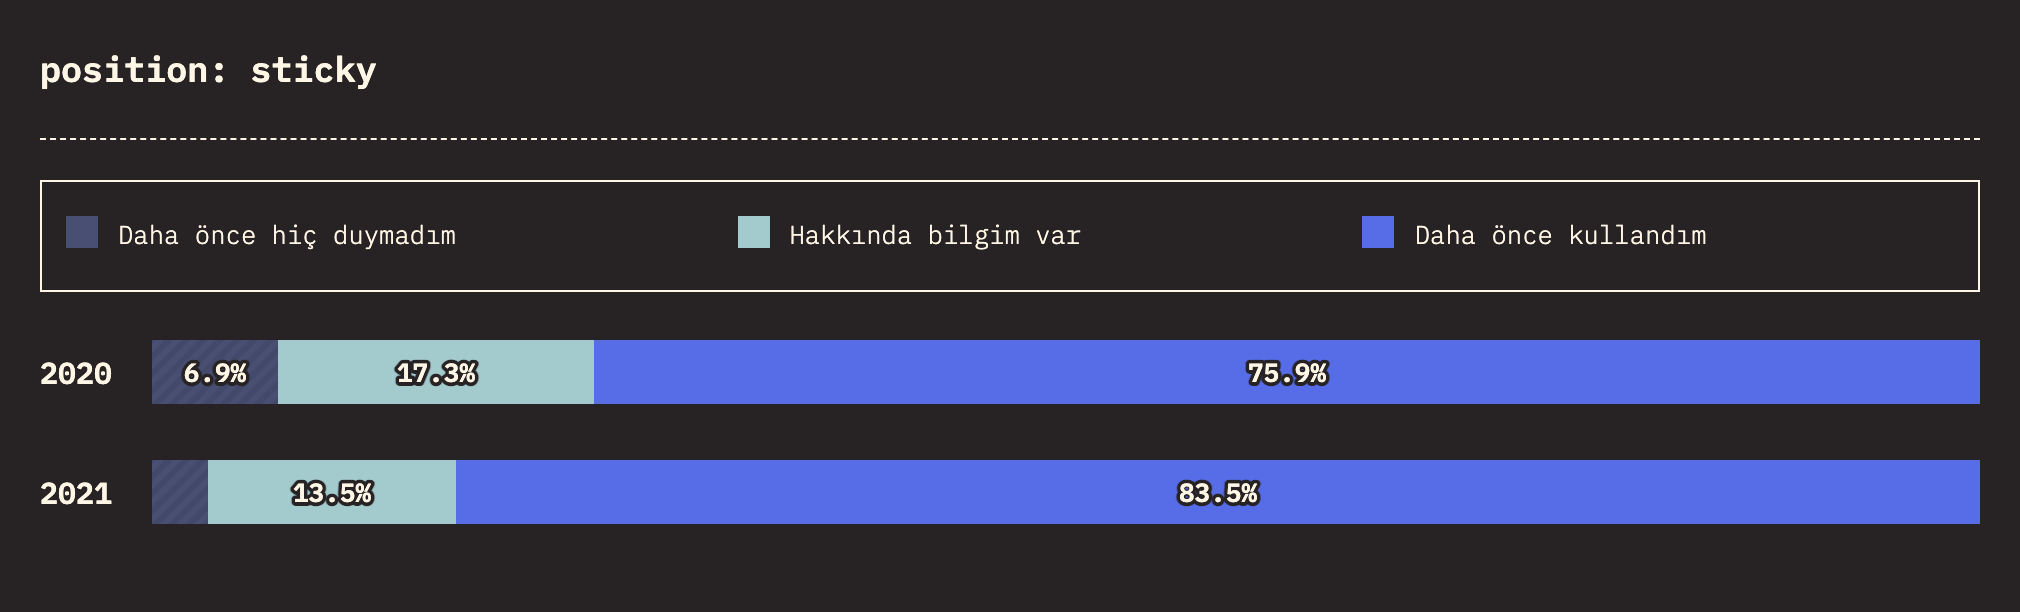 position: sticky
Daha önce hiç duymadım Hakkında bilgim var Daha önce kullandım
2020 6.9% 17.3% 75.9%
2021 13.5% 83.5%